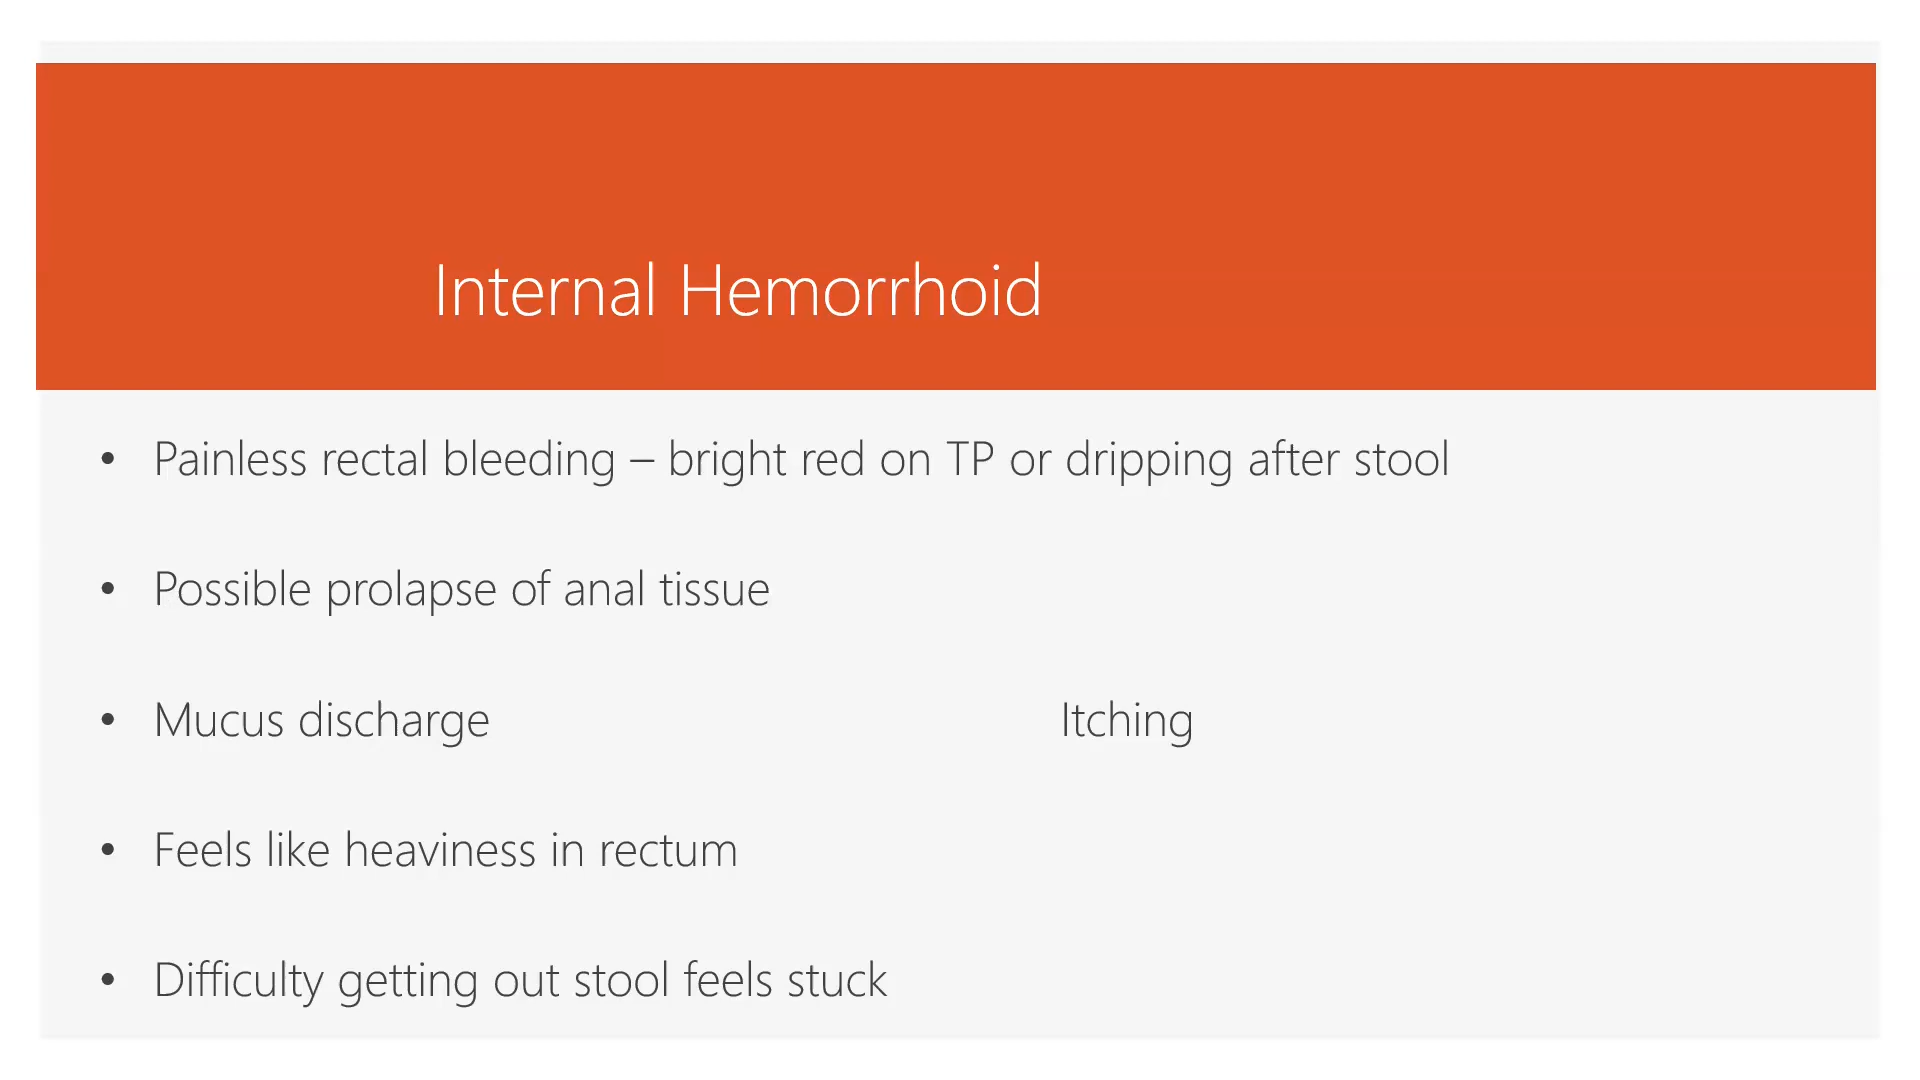 Internal Hemorrhoid
• Painless rectal bleeding – bright red on TP or dripping after stool
• Possible prolapse of anal tissue
• Mucus discharge Itching
• Feels like heaviness in rectum
• Difficulty getting out stool feels stuck